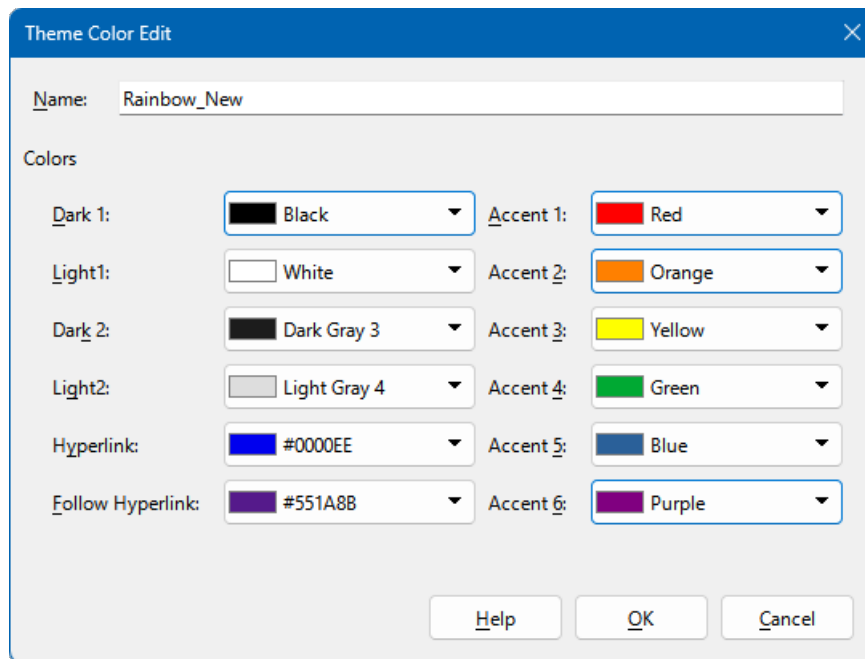 Theme Color Edit
Name: Rainbow_New
Colors
Dark 1: Black Accent 1: Red
Light1: White Accent 2: Orange
Dark 2: Dark Gray 3 Accent 3: Yellow
Light2: Light Gray 4 Accent 4: Green
Hyperlink: #0000EE Accent 5: Blue
Follow Hyperlink: #551A8B Accent 6: Purple
Help OK Cancel